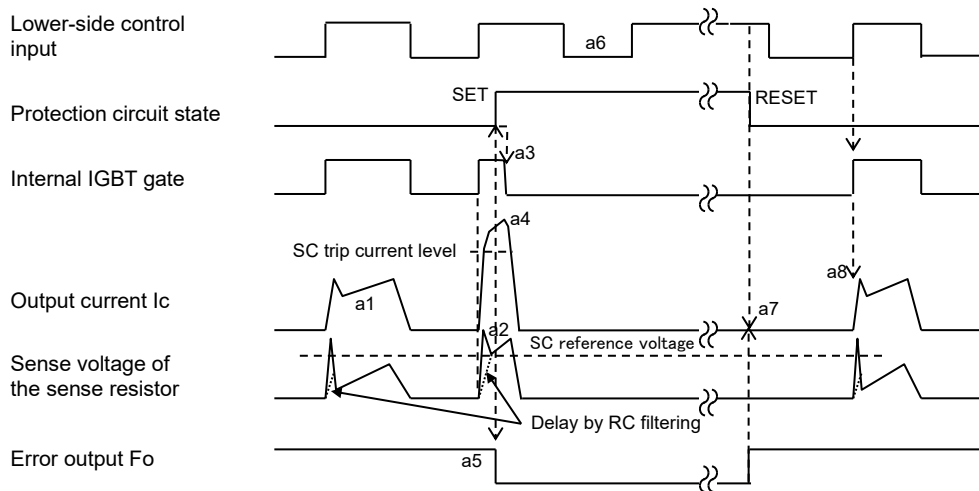 Lower-side control
input
a6
SET
RESET
Protection circuit state
a3
Internal IGBT gate
a4
SC trip current level
a8
Output current Ic
a1
a7
a2
SC reference voltage
Sense voltage of
the sense resistor
Delay by RC filtering
Error output Fo
a5